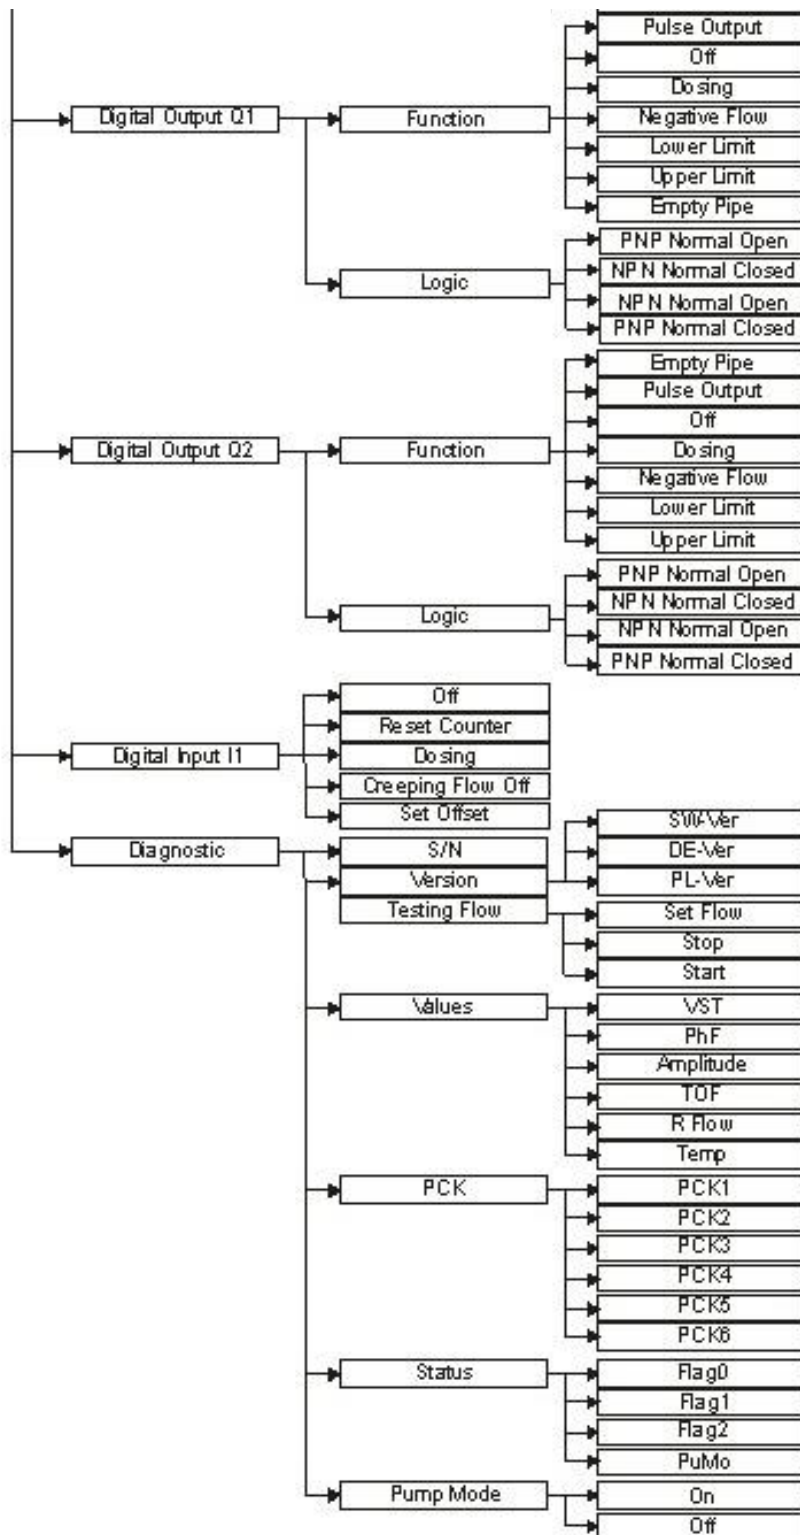 Pulse Output
Off
Dosing
Digital Output Q1
Function
Negative Flow
Lower Limit
Upper Limit
Empty Pipe
PNP Normal Open
Logic
NPN Normal Closed
NPN Normal Open
PNP Normal Closed
Empty Pipe
Pulse Output
Off
Digital Output Q2
Function
Dosing
Negative Flow
Lower Limit
Upper Limit
PNP Normal Open
NPN Normal Closed
Logic
NPN Normal Open
PNP Normal Closed
Off
Reset Counter
Digital Input I1
Dosing
Creeping Flow Off
Set Offset
SW-Ver
Diagnostic
S/N
DE-Ver
Version
PL-Ver
Testing Flow
Set Flow
Stop
Start
Values
VST
PhF
Amplitude
TOF
R Flow
Temp
PCK
PCK1
PCK2
PCK3
PCK4
PCK5
PCK6
Status
Flag0
Flag1
Flag2
PuMo
Pump Mode
On
Off